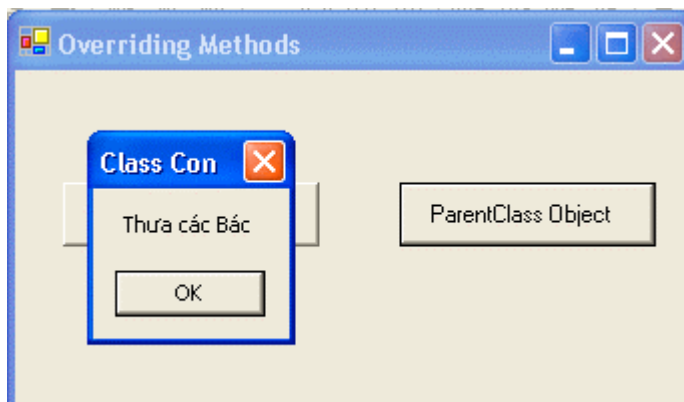 Overriding Methods
Class Con
Thưa các Bác
OK
ParentClass Object